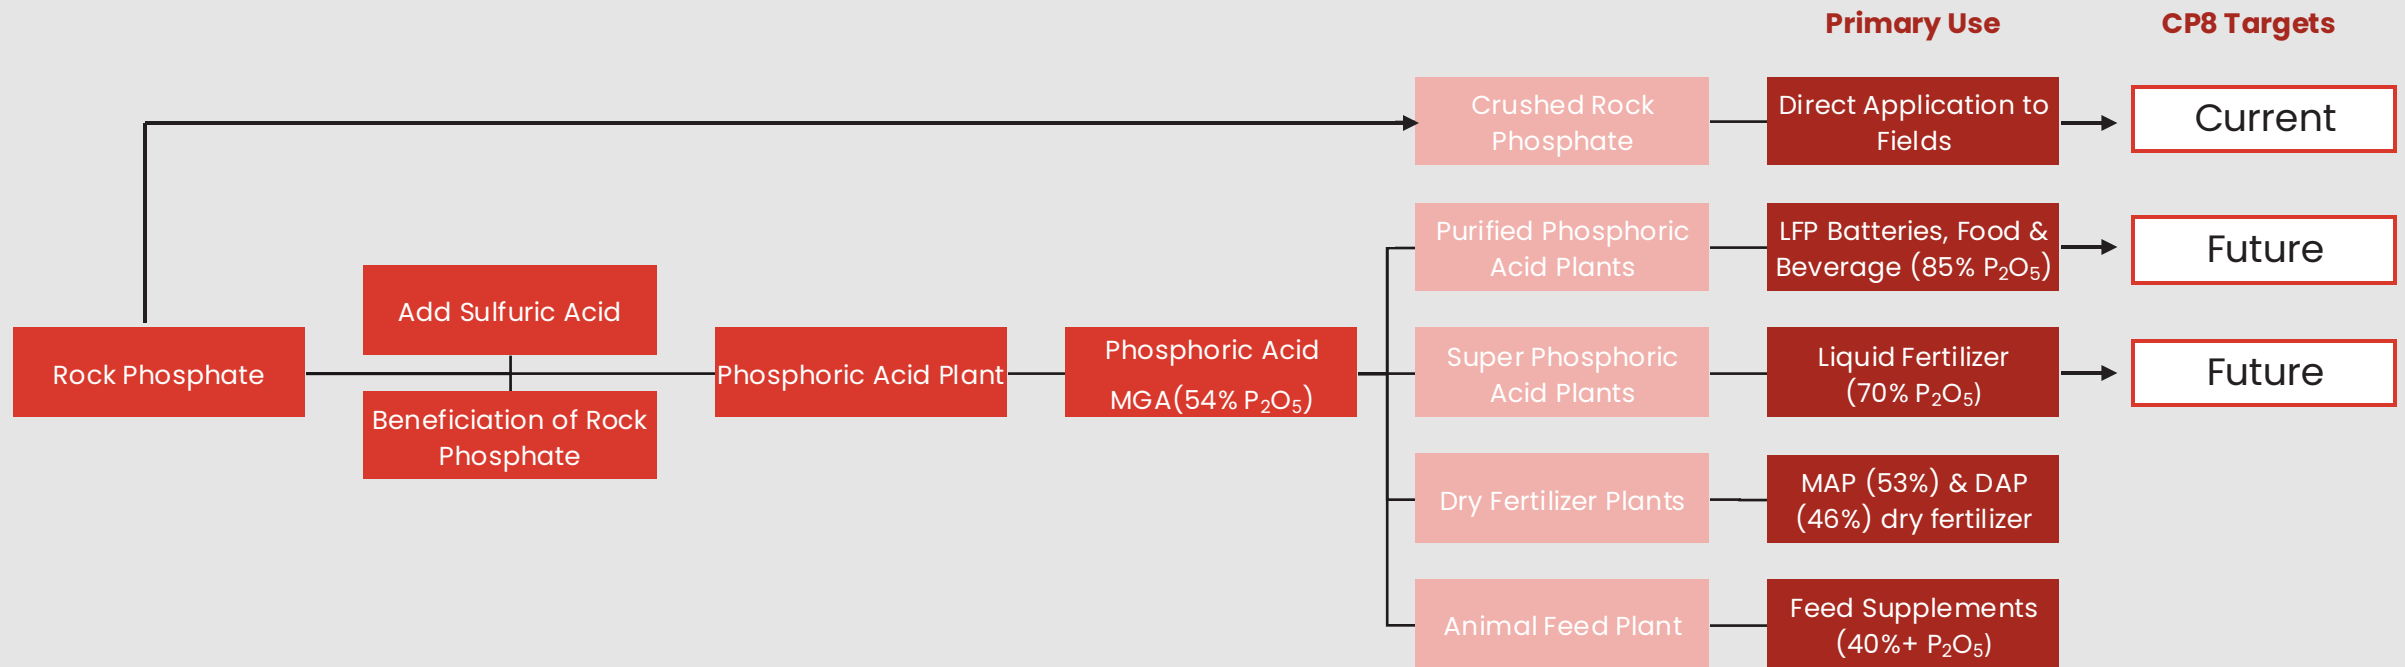 Primary Use
CP8 Targets
Crushed Rock
Phosphate
Direct Application to
Fields
Current
Purified Phosphoric
Acid Plants
LFP Batteries, Food &
Beverage (85% P₂O₅)
Future
Add Sulfuric Acid
Rock Phosphate
Beneficiation of Rock
Phosphate
Phosphoric Acid Plant
Phosphoric Acid
MGA(54% P₂O₅)
Super Phosphoric
Acid Plants
Liquid Fertilizer
(70% P₂O₅)
Future
Dry Fertilizer Plants
MAP (53%) & DAP
(46%) dry fertilizer
Animal Feed Plant
Feed Supplements
(40%+ P₂O₅)